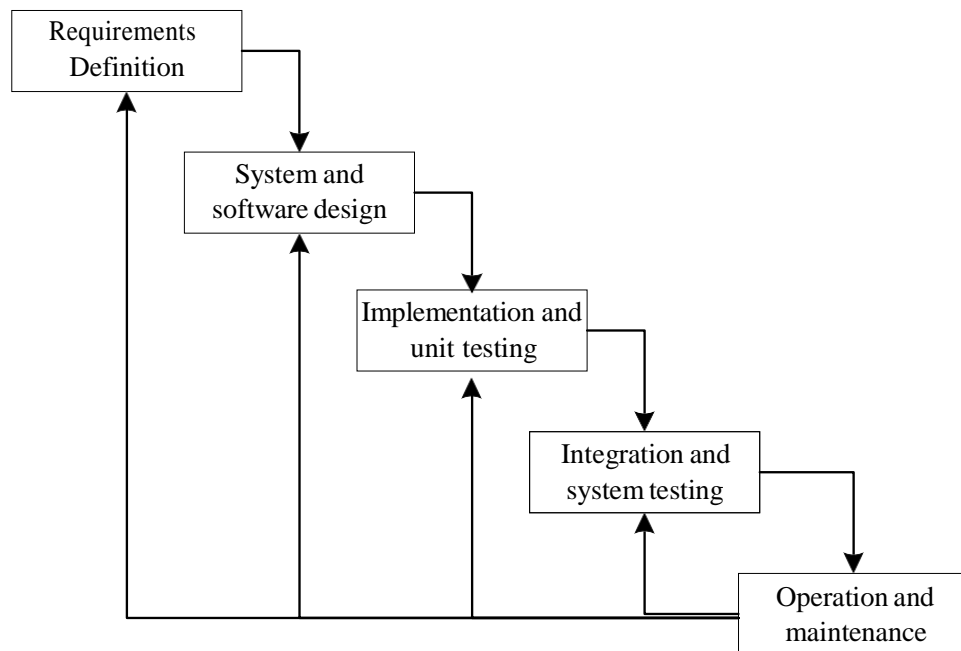 Requirements
Definition
System and
software design
Implementation and
unit testing
Integration and
system testing
Operation and
maintenance